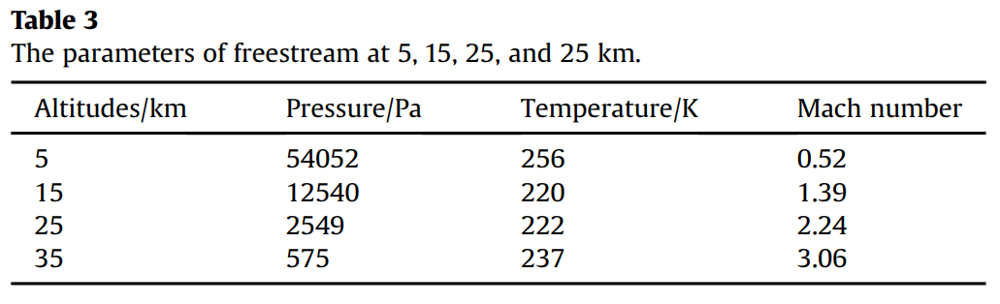 Table 3
The parameters of freestream at 5, 15, 25, and 25 km.
Altitudes/km Pressure/Pa Temperature/K Mach number
5 54052 256 0.52
15 12540 220 1.39
25 2549 222 2.24
35 575 237 3.06